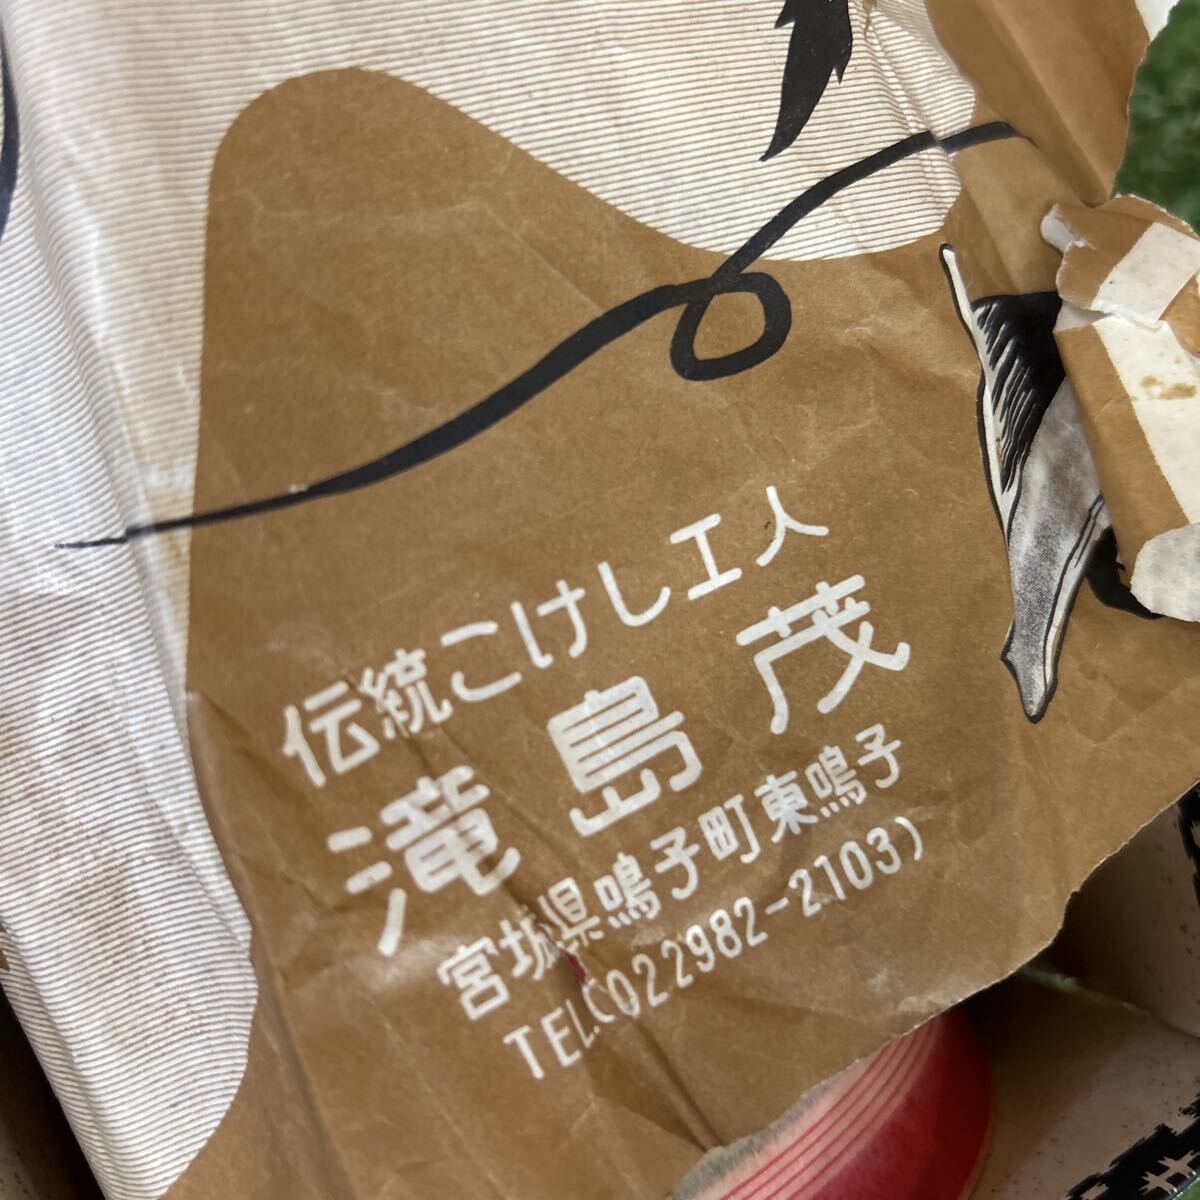 伝統こけし工人
滝島茂
宮城県鳴子町東鳴子
TEL(022982-2103)